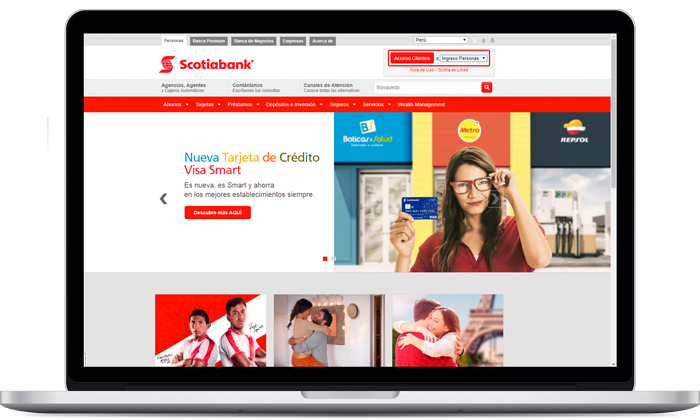 Personas Banca Premium Banca de Negocios Empresas Acerca de Perú A A
Scotiabank Acceso Clientes a Ingreso Personas
Guía de Uso – Scotia en Línea
Agencias, Agentes Contáctanos Canales de Atención Búsqueda
y Cajeros Automáticos Escríbenos tus consultas Conoce todas las alternativas
Ahorros Tarjetas Préstamos Depósitos e Inversión Seguros Servicios Wealth Management
BS Metro REPSOL
Boticas & Salud
Nueva Tarjeta de Crédito
Visa Smart
Es nueva, es Smart y ahorra
en los mejores establecimientos siempre.
Descubre más AQUÍ
Scotiabank
VISA